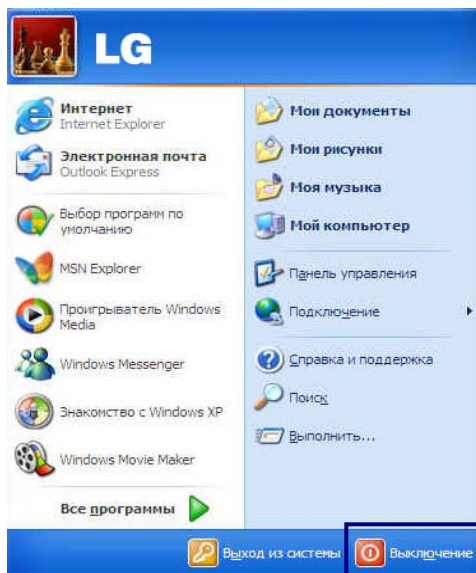 LG
Интернет
Internet Explorer
Электронная почта
Outlook Express
Выбор программ по
умолчанию
MSN Explorer
Проигрыватель Windows
Media
Windows Messenger
Знакомство с Windows XP
Windows Movie Maker
Все программы
Мои документы
Мои рисунки
Моя музыка
Мой компьютер
Панель управления
Подключение
Справка и поддержка
Поиск
Выполнить...
Выход из системы
Выключение